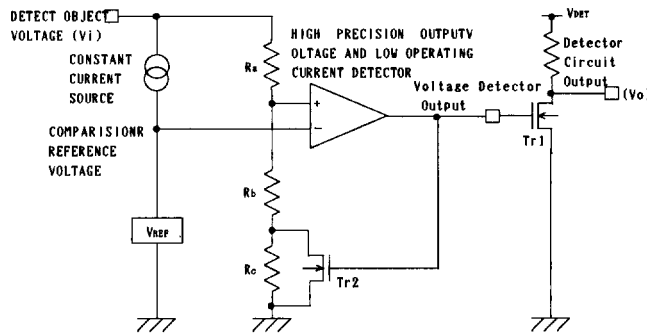 DETECT OBJECT
VOLTAGE (Vi)
CONSTANT
CURRENT
SOURCE
COMPARISIONR
REFERENCE
VOLTAGE
VREF
Ra
Rb
Rc
HIGH PRECISION OUTPUTV
OLTAGE AND LOW OPERATING
CURRENT DETECTOR
+
−
Voltage Detector
Output
Tr2
Tr1
VDET
Detector
Circuit
Output
(Vo)